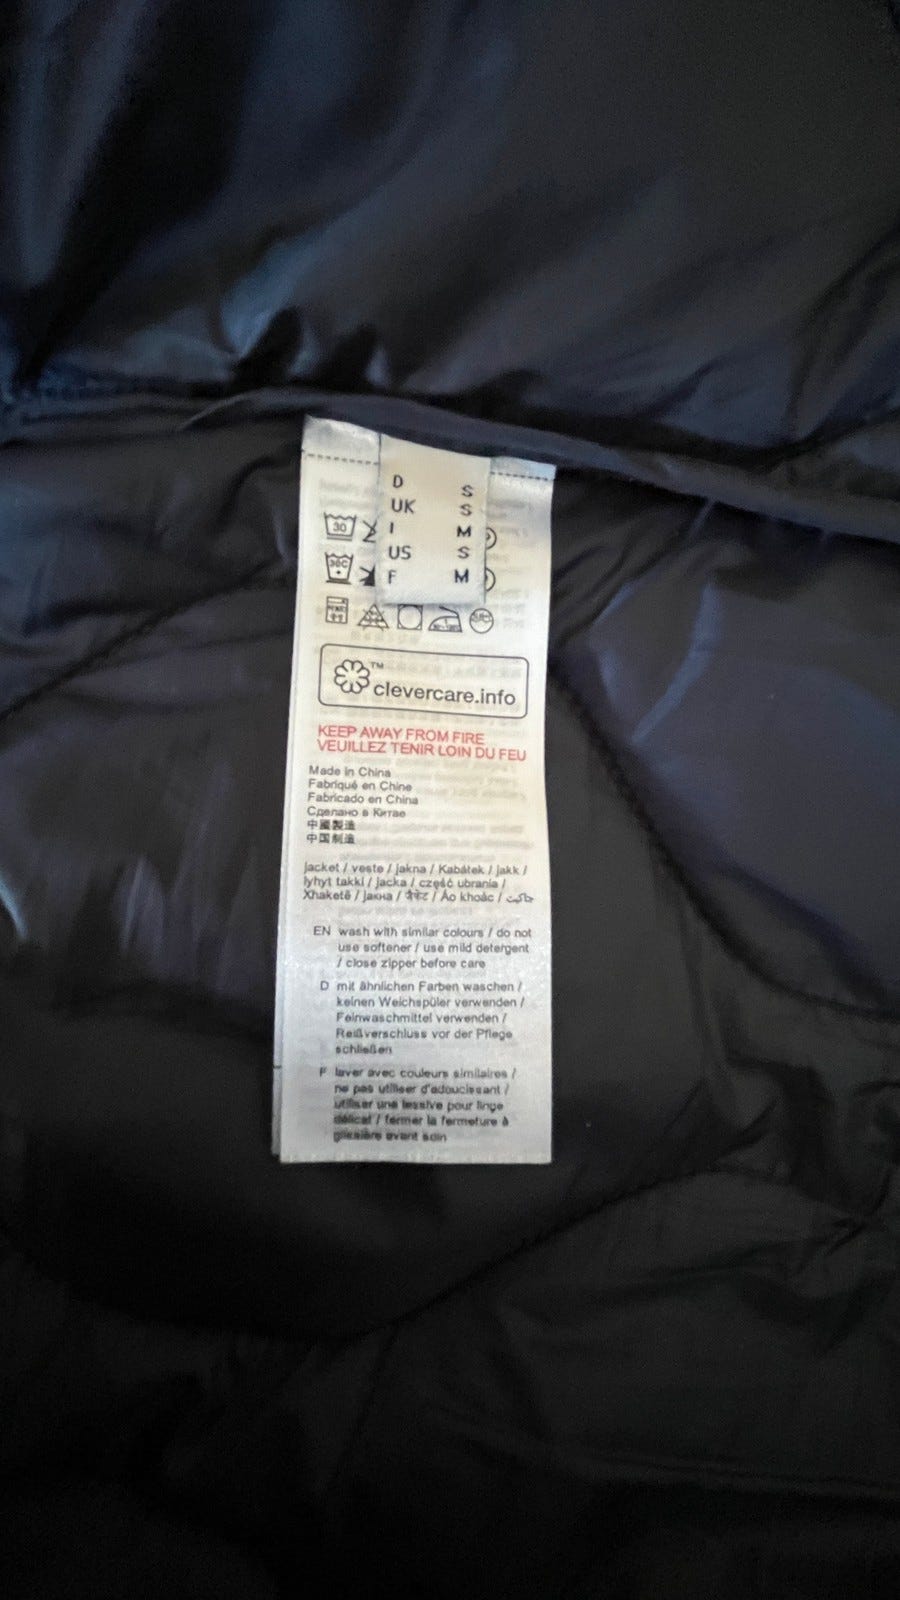 D S
UK S
I M
US S
F M
30
30C
™
clevercare.info
KEEP AWAY FROM FIRE
VEUILLEZ TENIR LOIN DU FEU
Made in China
Fabriqué en Chine
Fabricado en China
Сделано в Китае
中國製造
中国制造
jacket / veste / jakna / Kabátek / jakk /
lyhyt takki / jacka / część ubrania /
Xhaketë / јакна / जैकेट / Áo khoác / جاكيت
EN wash with similar colours / do not
use softener / use mild detergent
/ close zipper before care
D mit ähnlichen Farben waschen /
keinen Weichspüler verwenden /
Feinwaschmittel verwenden /
Reißverschluss vor der Pflege
schließen
F laver avec couleurs similaires /
ne pas utiliser d'adoucissant /
utiliser une lessive pour linge
délicat / fermer la fermeture à
glissière avant soin